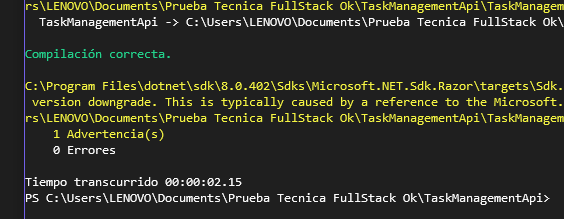 rs\LENOVO\Documents\Prueba Tecnica FullStack Ok\TaskManagementApi\TaskManagem
TaskManagementApi -> C:\Users\LENOVO\Documents\Prueba Tecnica FullStack Ok\
Compilación correcta.
C:\Program Files\dotnet\sdk\8.0.402\Sdks\Microsoft.NET.Sdk.Razor\targets\Sdk.
version downgrade. This is typically caused by a reference to the Microsoft.
rs\LENOVO\Documents\Prueba Tecnica FullStack Ok\TaskManagementApi\TaskManagem
1 Advertencia(s)
0 Errores
Tiempo transcurrido 00:00:02.15
PS C:\Users\LENOVO\Documents\Prueba Tecnica FullStack Ok\TaskManagementApi>